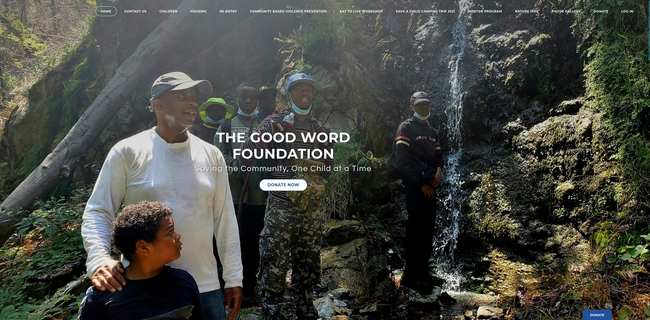 HOME CONTACT US CHILDREN HOUSING RE-ENTRY COMMUNITY BASED VIOLENCE PREVENTION EAT TO LIVE WORKSHOP SAVE A CHILD CAMPING TRIP 2021 MENTOR PROGRAM NATURE HIKE PHOTO GALLERY DONATE LOG IN
THE GOOD WORD
FOUNDATION
Saving the Community, One Child at a Time
DONATE NOW
DONATE